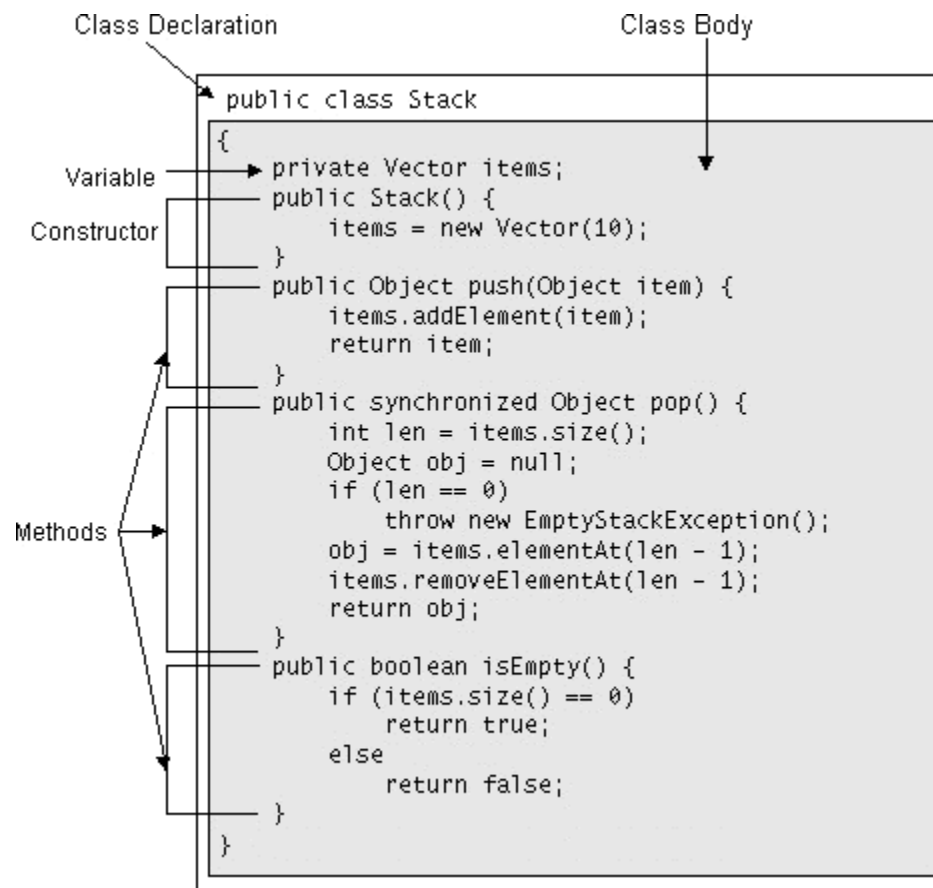 Class Declaration
Class Body
public class Stack
{
Variable
private Vector items;
public Stack() {
Constructor
items = new Vector(10);
}
public Object push(Object item) {
items.addElement(item);
return item;
}
public synchronized Object pop() {
int len = items.size();
Object obj = null;
if (len == 0)
throw new EmptyStackException();
Methods
obj = items.elementAt(len - 1);
items.removeElementAt(len - 1);
return obj;
}
public boolean isEmpty() {
if (items.size() == 0)
return true;
else
return false;
}
}